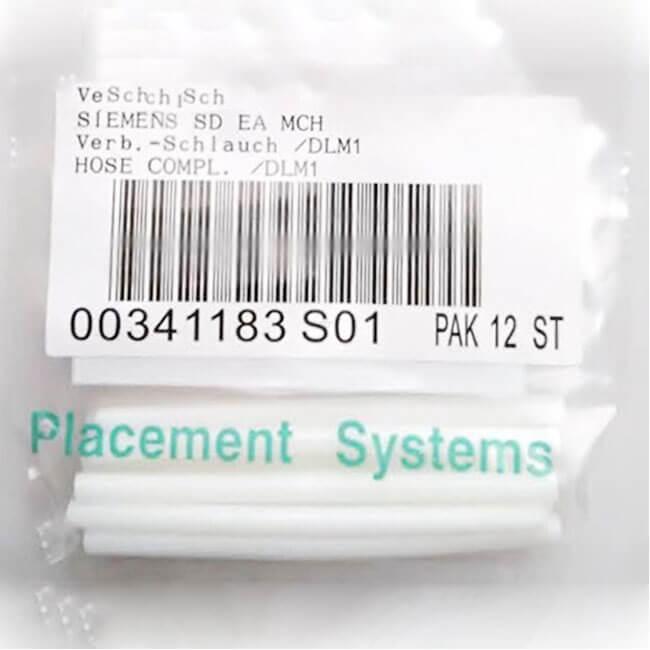 SIEMENS SD EA MCH
Verb.-Schlauch /DLM1
HOSE COMPL. /DLM1
00341183 S01 PAK 12 ST
Placement Systems